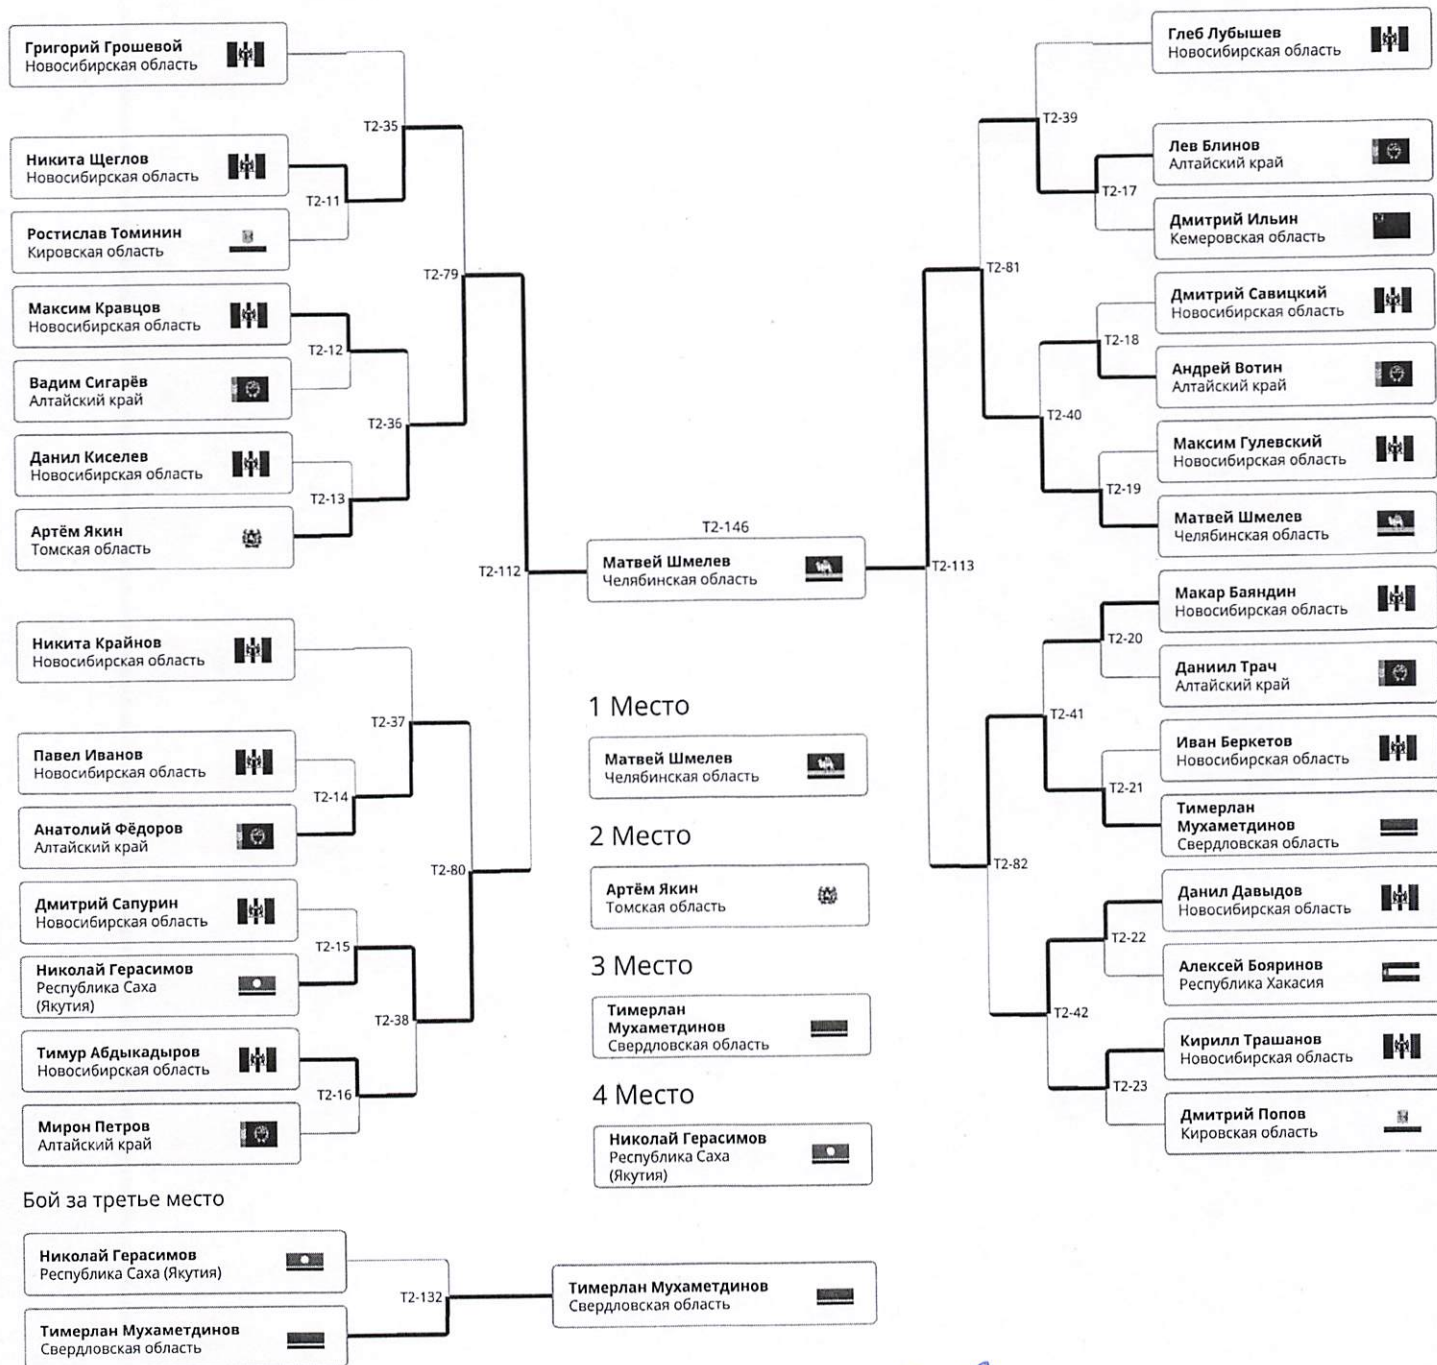 Григорий Грошевой
Новосибирская область
T2-35
Никита Щеглов
Новосибирская область
T2-11
Ростислав Томинин
Кировская область
T2-79
Максим Кравцов
Новосибирская область
T2-12
Вадим Сигарёв
Алтайский край
T2-36
Данил Киселев
Новосибирская область
T2-13
Артём Якин
Томская область
T2-112
Никита Крайнов
Новосибирская область
T2-37
Павел Иванов
Новосибирская область
T2-14
Анатолий Фёдоров
Алтайский край
T2-80
Дмитрий Сапурин
Новосибирская область
T2-15
Николай Герасимов
Республика Саха
(Якутия)
T2-38
Тимур Абдыкадыров
Новосибирская область
T2-16
Мирон Петров
Алтайский край
T2-146
Матвей Шмелев
Челябинская область
1 Место
Матвей Шмелев
Челябинская область
2 Место
Артём Якин
Томская область
3 Место
Тимерлан
Мухаметдинов
Свердловская область
4 Место
Николай Герасимов
Республика Саха
(Якутия)
Глеб Лубышев
Новосибирская область
T2-39
Лев Блинов
Алтайский край
T2-17
Дмитрий Ильин
Кемеровская область
T2-81
Дмитрий Савицкий
Новосибирская область
T2-18
Андрей Вотин
Алтайский край
T2-40
Максим Гулевский
Новосибирская область
T2-19
Матвей Шмелев
Челябинская область
T2-113
Макар Баяндин
Новосибирская область
T2-20
Даниил Трач
Алтайский край
T2-41
Иван Беркетов
Новосибирская область
T2-21
Тимерлан
Мухаметдинов
Свердловская область
T2-82
Данил Давыдов
Новосибирская область
T2-22
Алексей Бояринов
Республика Хакасия
T2-42
Кирилл Трашанов
Новосибирская область
T2-23
Дмитрий Попов
Кировская область
Бой за третье место
Николай Герасимов
Республика Саха (Якутия)
T2-132
Тимерлан Мухаметдинов
Свердловская область
Тимерлан Мухаметдинов
Свердловская область